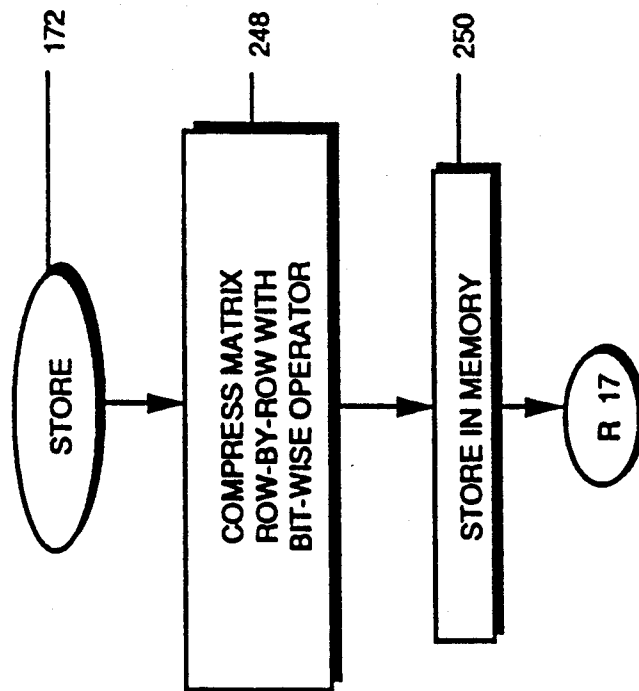 STORE
172
COMPRESS MATRIX
ROW-BY-ROW WITH
BIT-WISE OPERATOR
248
STORE IN MEMORY
250
R 17